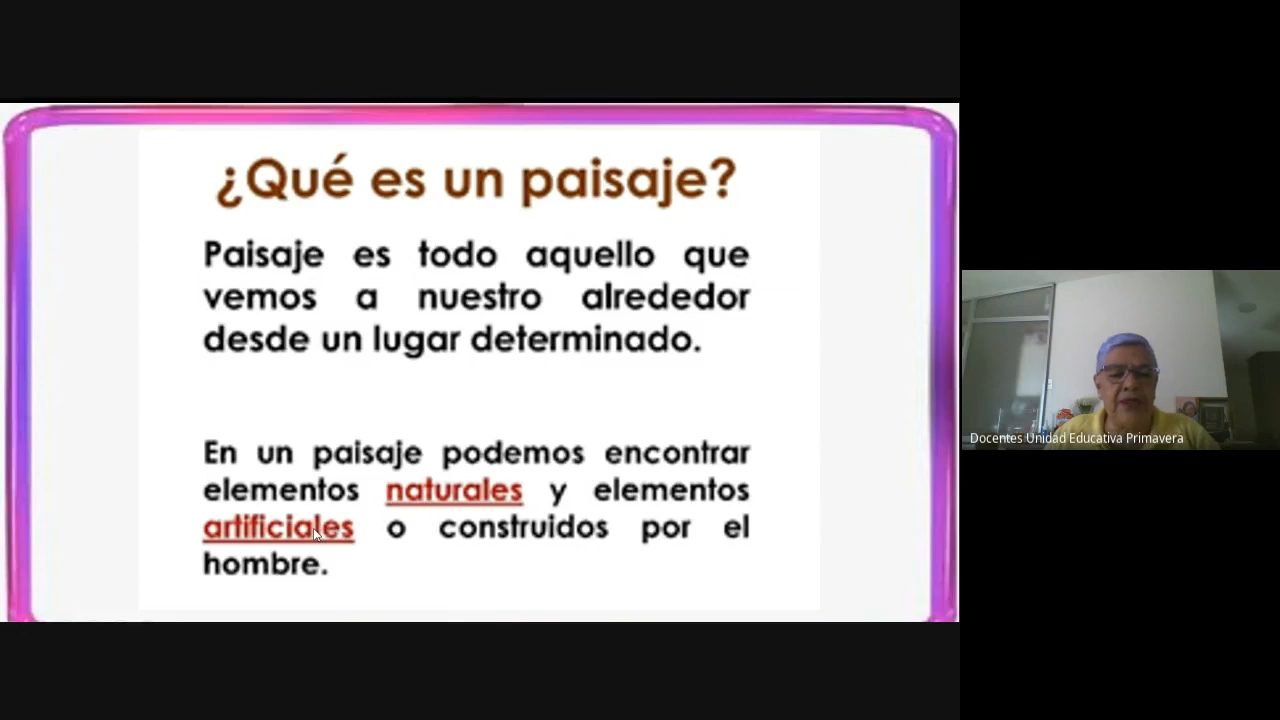 ¿Qué es un paisaje?
Paisaje es todo aquello que
vemos a nuestro alrededor
desde un lugar determinado.
En un paisaje podemos encontrar
elementos naturales y elementos
artificiales o construidos por el
hombre.
Docentes Unidad Educativa Primavera